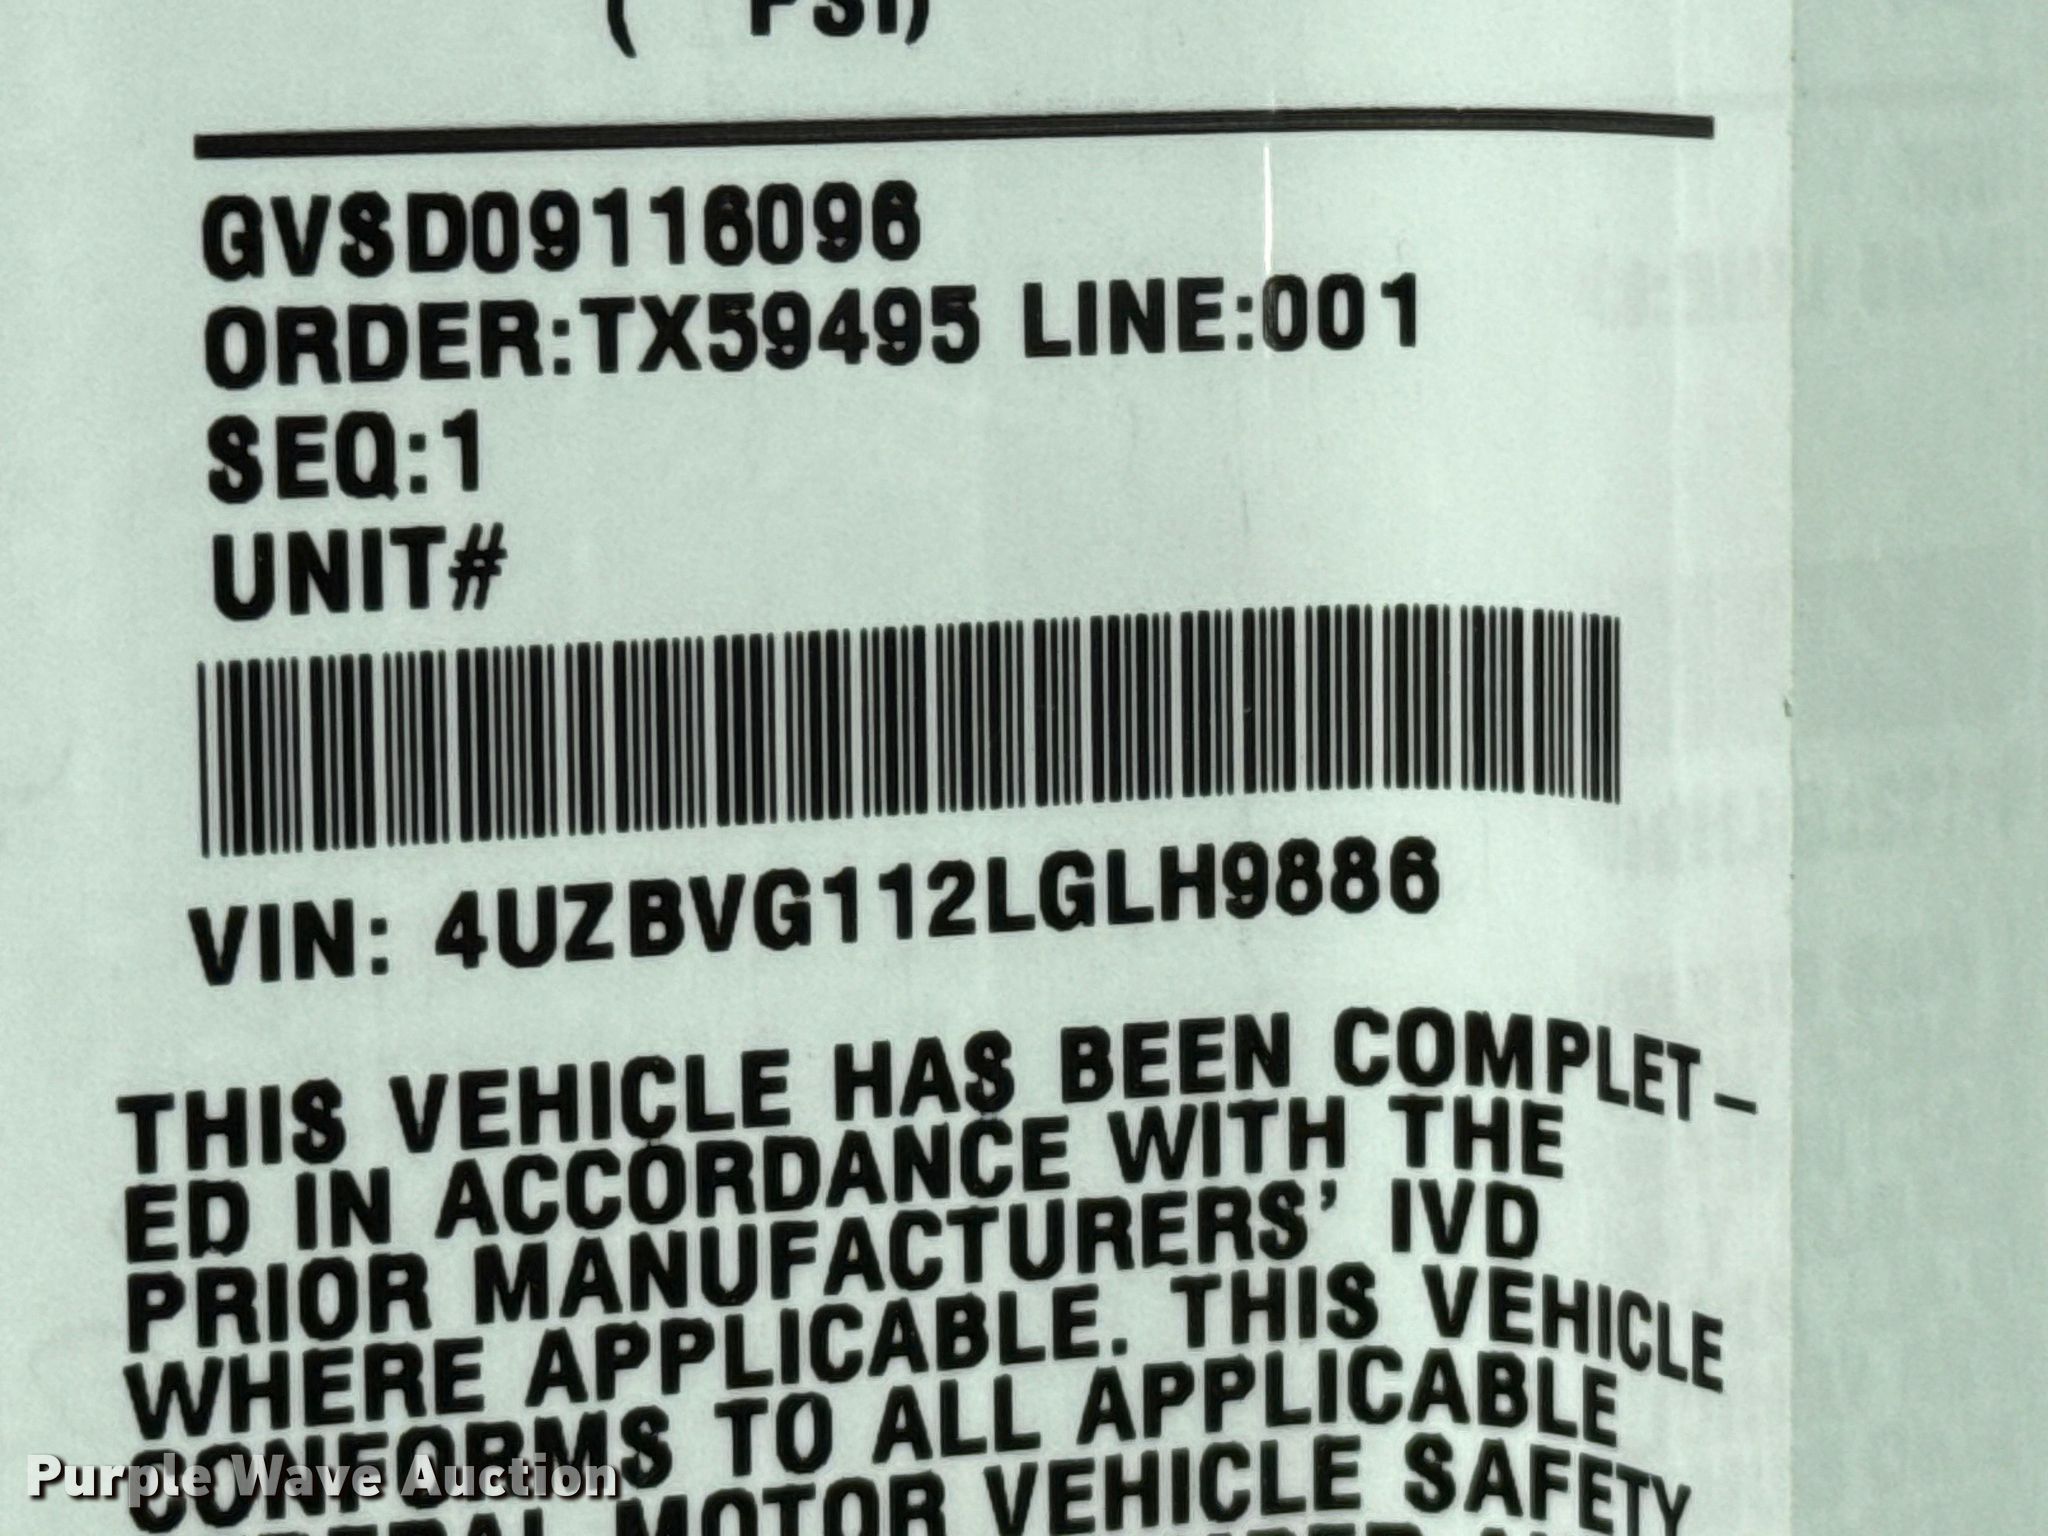 ( PSI)
GVSD09116096
ORDER:TX59495 LINE:001
SEQ:1
UNIT#
VIN: 4UZBVG112LGLH9886
THIS VEHICLE HAS BEEN COMPLET-
ED IN ACCORDANCE WITH THE
PRIOR MANUFACTURERS' IVD
WHERE APPLICABLE. THIS VEHICLE
CONFORMS TO ALL APPLICABLE
MOTOR VEHICLE SAFETY
Purple Wave Auction